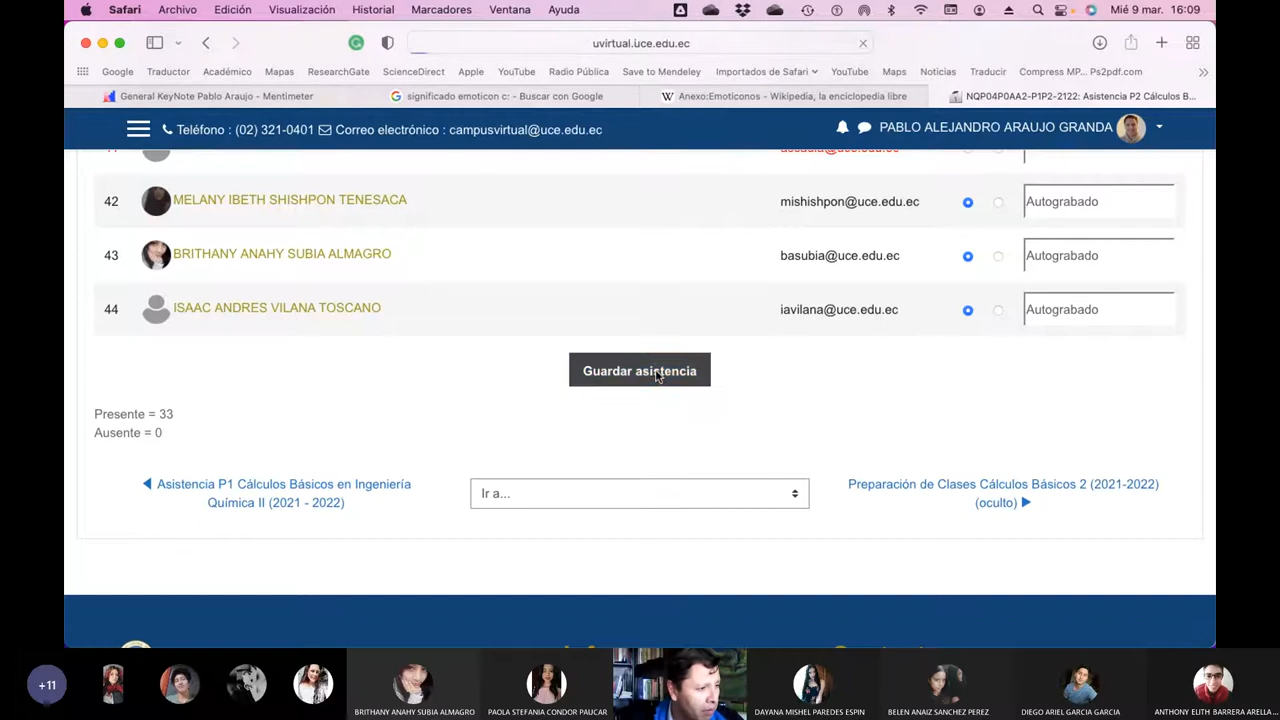 Safari Archivo Edición Visualización Historial Marcadores Ventana Ayuda Mié 9 mar. 16:09
uvirtual.uce.edu.ec
Google Traductor Académico Mapas ResearchGate ScienceDirect Apple YouTube Radio Pública Save to Mendeley Importados de Safari YouTube Maps Noticias Traducir Compress MP... Ps2pdf.com
General KeyNote Pablo Araujo - Mentimeter significado emoticon c: - Buscar con Google Anexo:Emoticonos - Wikipedia, la enciclopedia libre NQP04P0AA2-P1P2-2122: Asistencia P2 Cálculos B...
Teléfono : (02) 321-0401 Correo electrónico : campusvirtual@uce.edu.ec PABLO ALEJANDRO ARAUJO GRANDA
42 MELANY IBETH SHISHPON TENESACA mishishpon@uce.edu.ec Autograbado
43 BRITHANY ANAHY SUBIA ALMAGRO basubia@uce.edu.ec Autograbado
44 ISAAC ANDRES VILANA TOSCANO iavilana@uce.edu.ec Autograbado
Guardar asistencia
Presente = 33
Ausente = 0
Asistencia P1 Cálculos Básicos en Ingeniería
Química II (2021 - 2022)
Ir a...
Preparación de Clases Cálculos Básicos 2 (2021-2022)
(oculto)
+11 BRITHANY ANAHY SUBIA ALMAGRO PAOLA STEFANIA CONDOR PAUCAR DAYANA MISHEL PAREDES ESPIN BELEN ANAIZ SANCHEZ PEREZ DIEGO ARIEL GARCIA GARCIA ANTHONY ELITH BARRERA ARELLA...